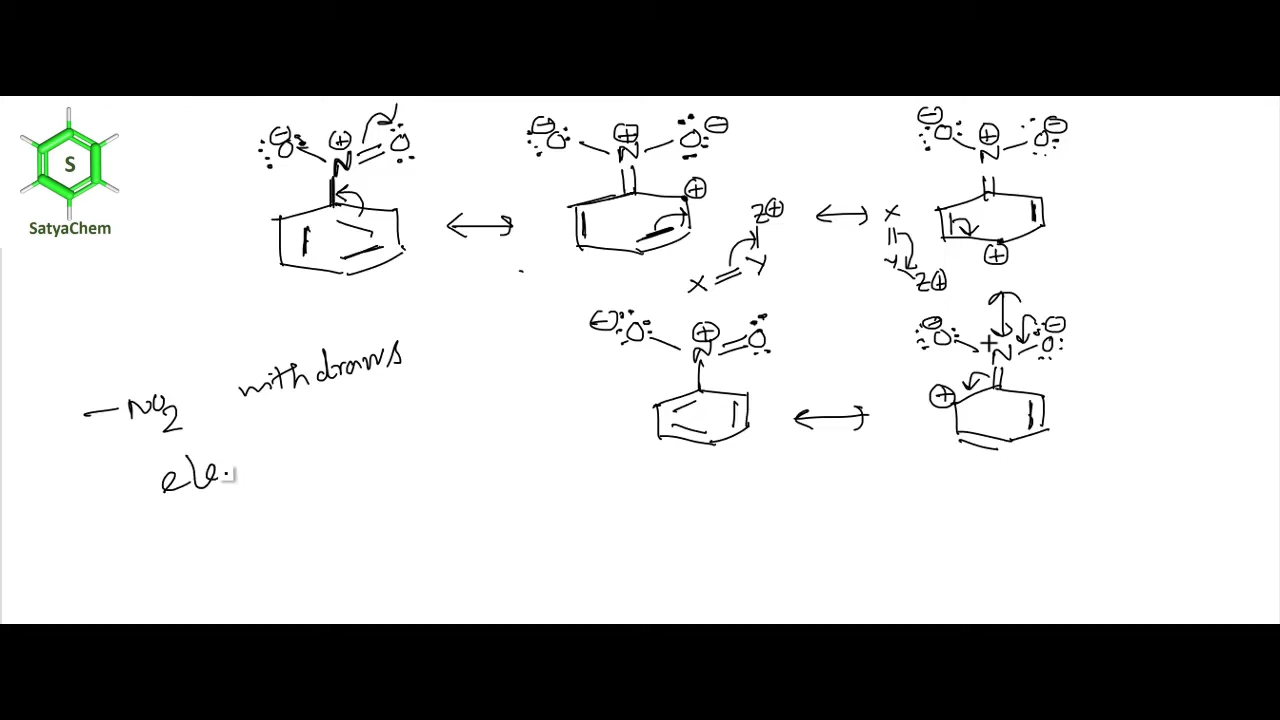 S
SatyaChem
⊖ O N ⊕ O
⊖ O N ⊕ O ⊖
⊕
⊖ O N ⊕ O ⊖
⊕
X Y Z⊕
X Y Z⊕
⊖ O N ⊕ O
⊖ O + N O ⊖
⊕
withdraws
— NO2
ele